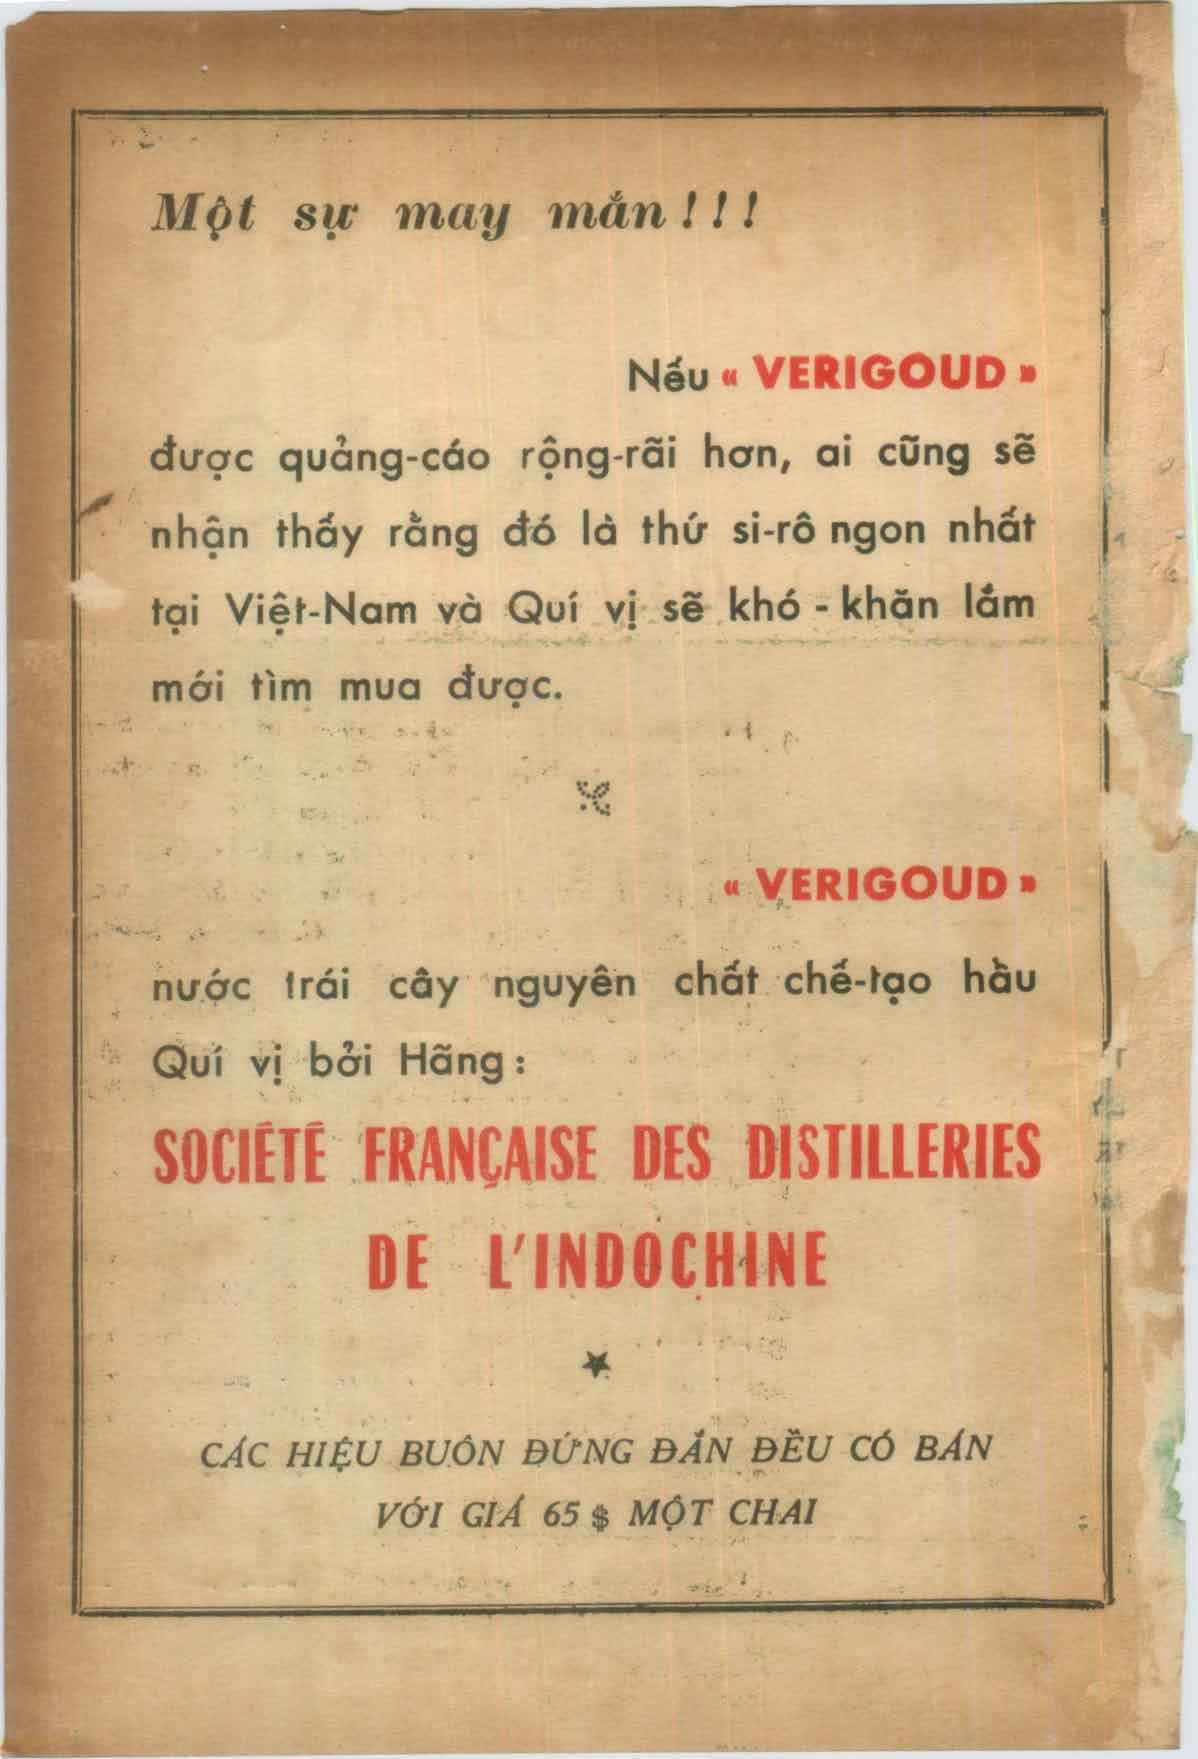 Một sự may mắn ! ! !
Nếu « VERIGOUD »
được quảng-cáo rộng-rãi hơn, ai cũng sẽ
nhận thấy rằng đó là thứ si-rô ngon nhất
tại Việt-Nam và Quí vị sẽ khó - khăn lắm
mới tìm mua được.
« VERIGOUD »
nước trái cây nguyên chất chế-tạo hầu
Quí vị bởi Hãng :
SOCIÉTÉ FRANÇAISE DES DISTILLERIES
DE L'INDOCHINE
CÁC HIỆU BUÔN ĐỨNG ĐẮN ĐỀU CÓ BÁN
VỚI GIÁ 65 $ MỘT CHAI